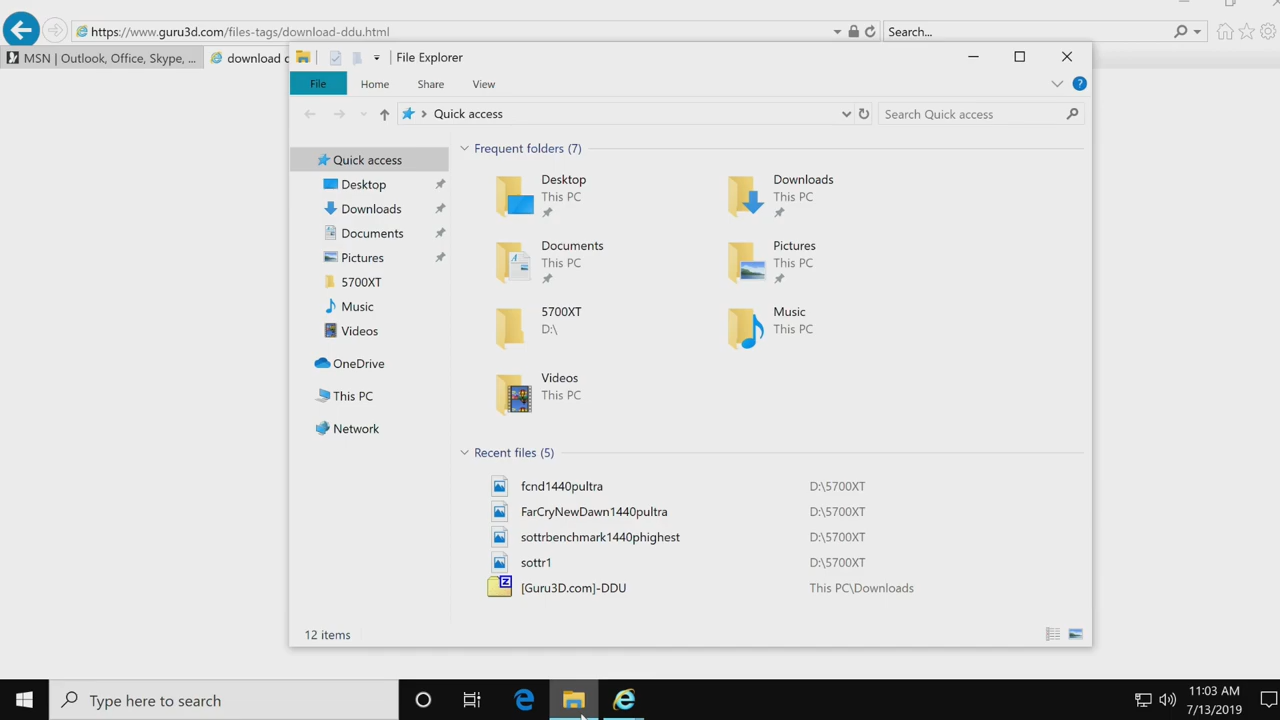 https://www.guru3d.com/files-tags/download-ddu.html
Search...
MSN | Outlook, Office, Skype, ...
download d
File Explorer
File
Home
Share
View
Quick access
Search Quick access
Quick access
Desktop
Downloads
Documents
Pictures
5700XT
Music
Videos
OneDrive
This PC
Network
Frequent folders (7)
Desktop
This PC
Downloads
This PC
Documents
This PC
Pictures
This PC
5700XT
D:\
Music
This PC
Videos
This PC
Recent files (5)
fcnd1440pultra D:\5700XT
FarCryNewDawn1440pultra D:\5700XT
sottrbenchmark1440phighest D:\5700XT
sottr1 D:\5700XT
[Guru3D.com]-DDU This PC\Downloads
12 items
Type here to search
11:03 AM
7/13/2019